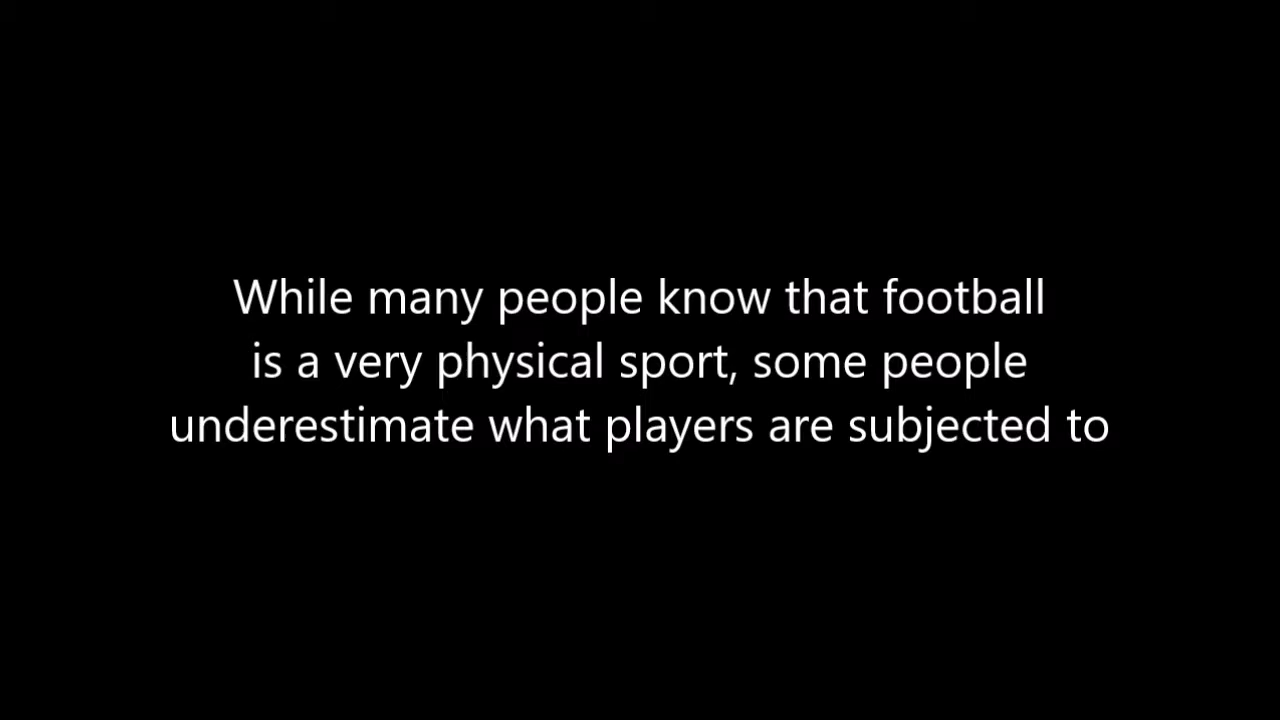 While many people know that football
is a very physical sport, some people
underestimate what players are subjected to